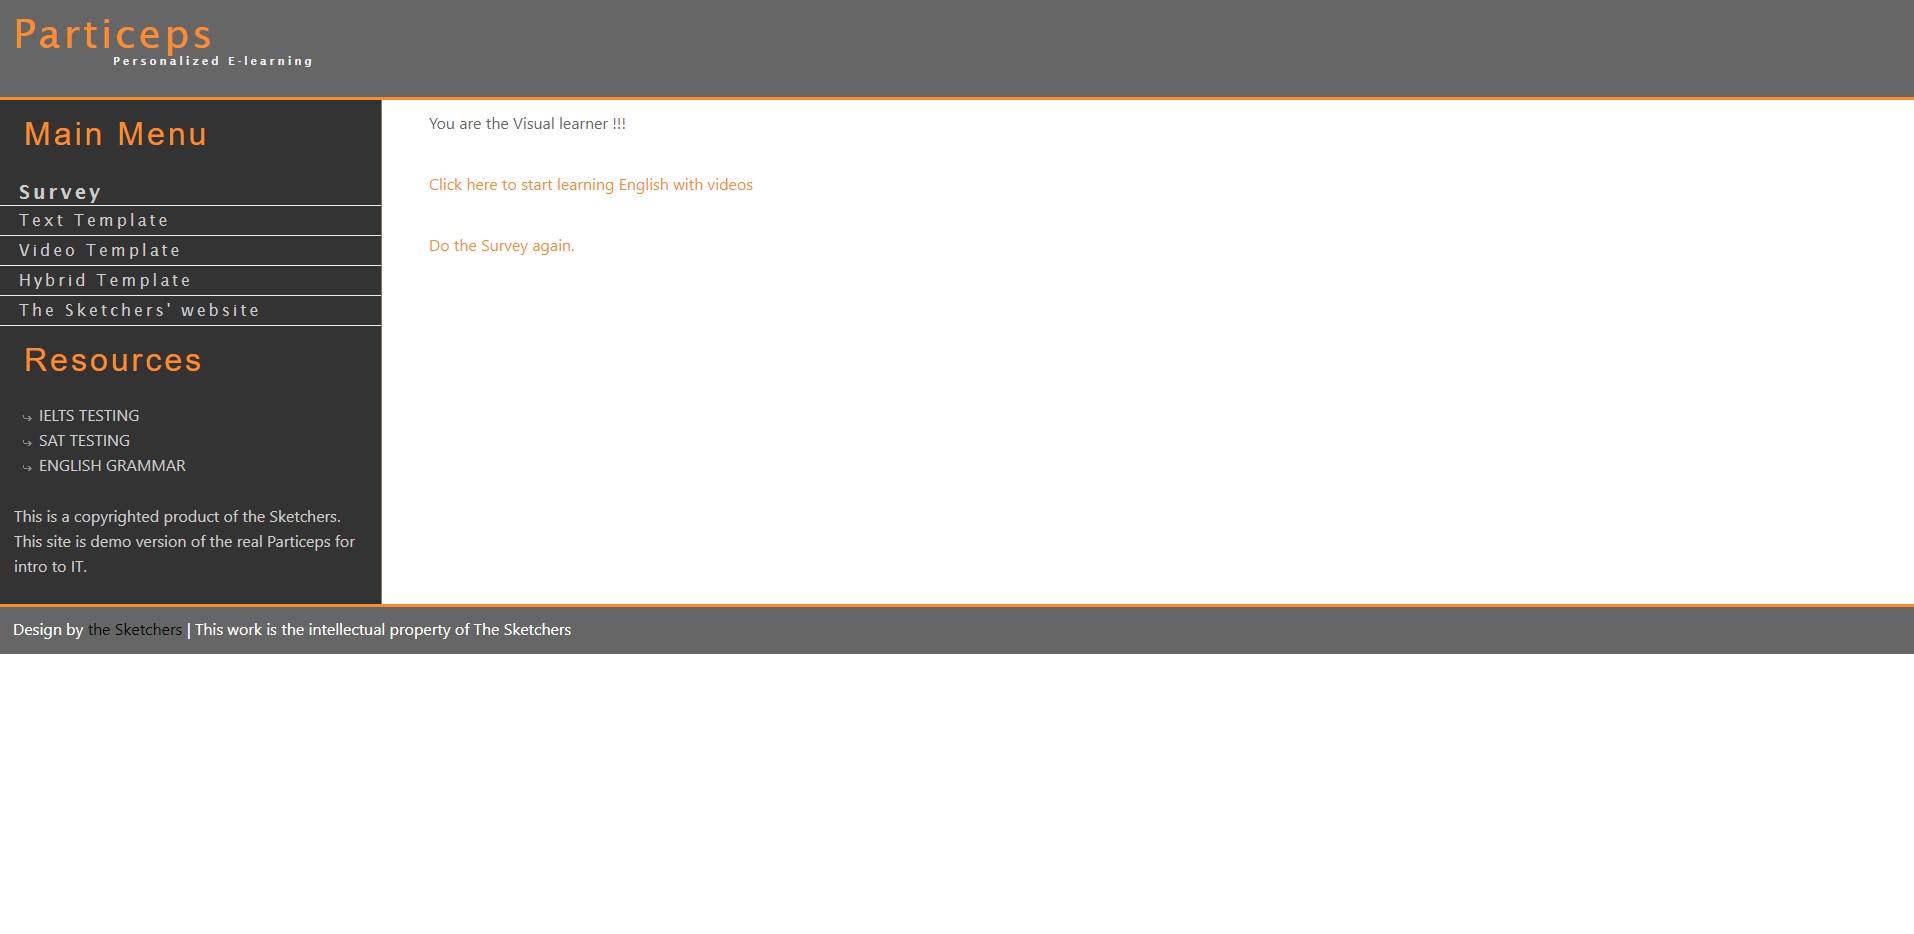 Particeps
Personalized E-learning
Main Menu
Survey
Text Template
Video Template
Hybrid Template
The Sketchers' website
Resources
IELTS TESTING
SAT TESTING
ENGLISH GRAMMAR
This is a copyrighted product of the Sketchers.
This site is demo version of the real Particeps for
intro to IT.
You are the Visual learner !!!
Click here to start learning English with videos
Do the Survey again.
Design by the Sketchers | This work is the intellectual property of The Sketchers